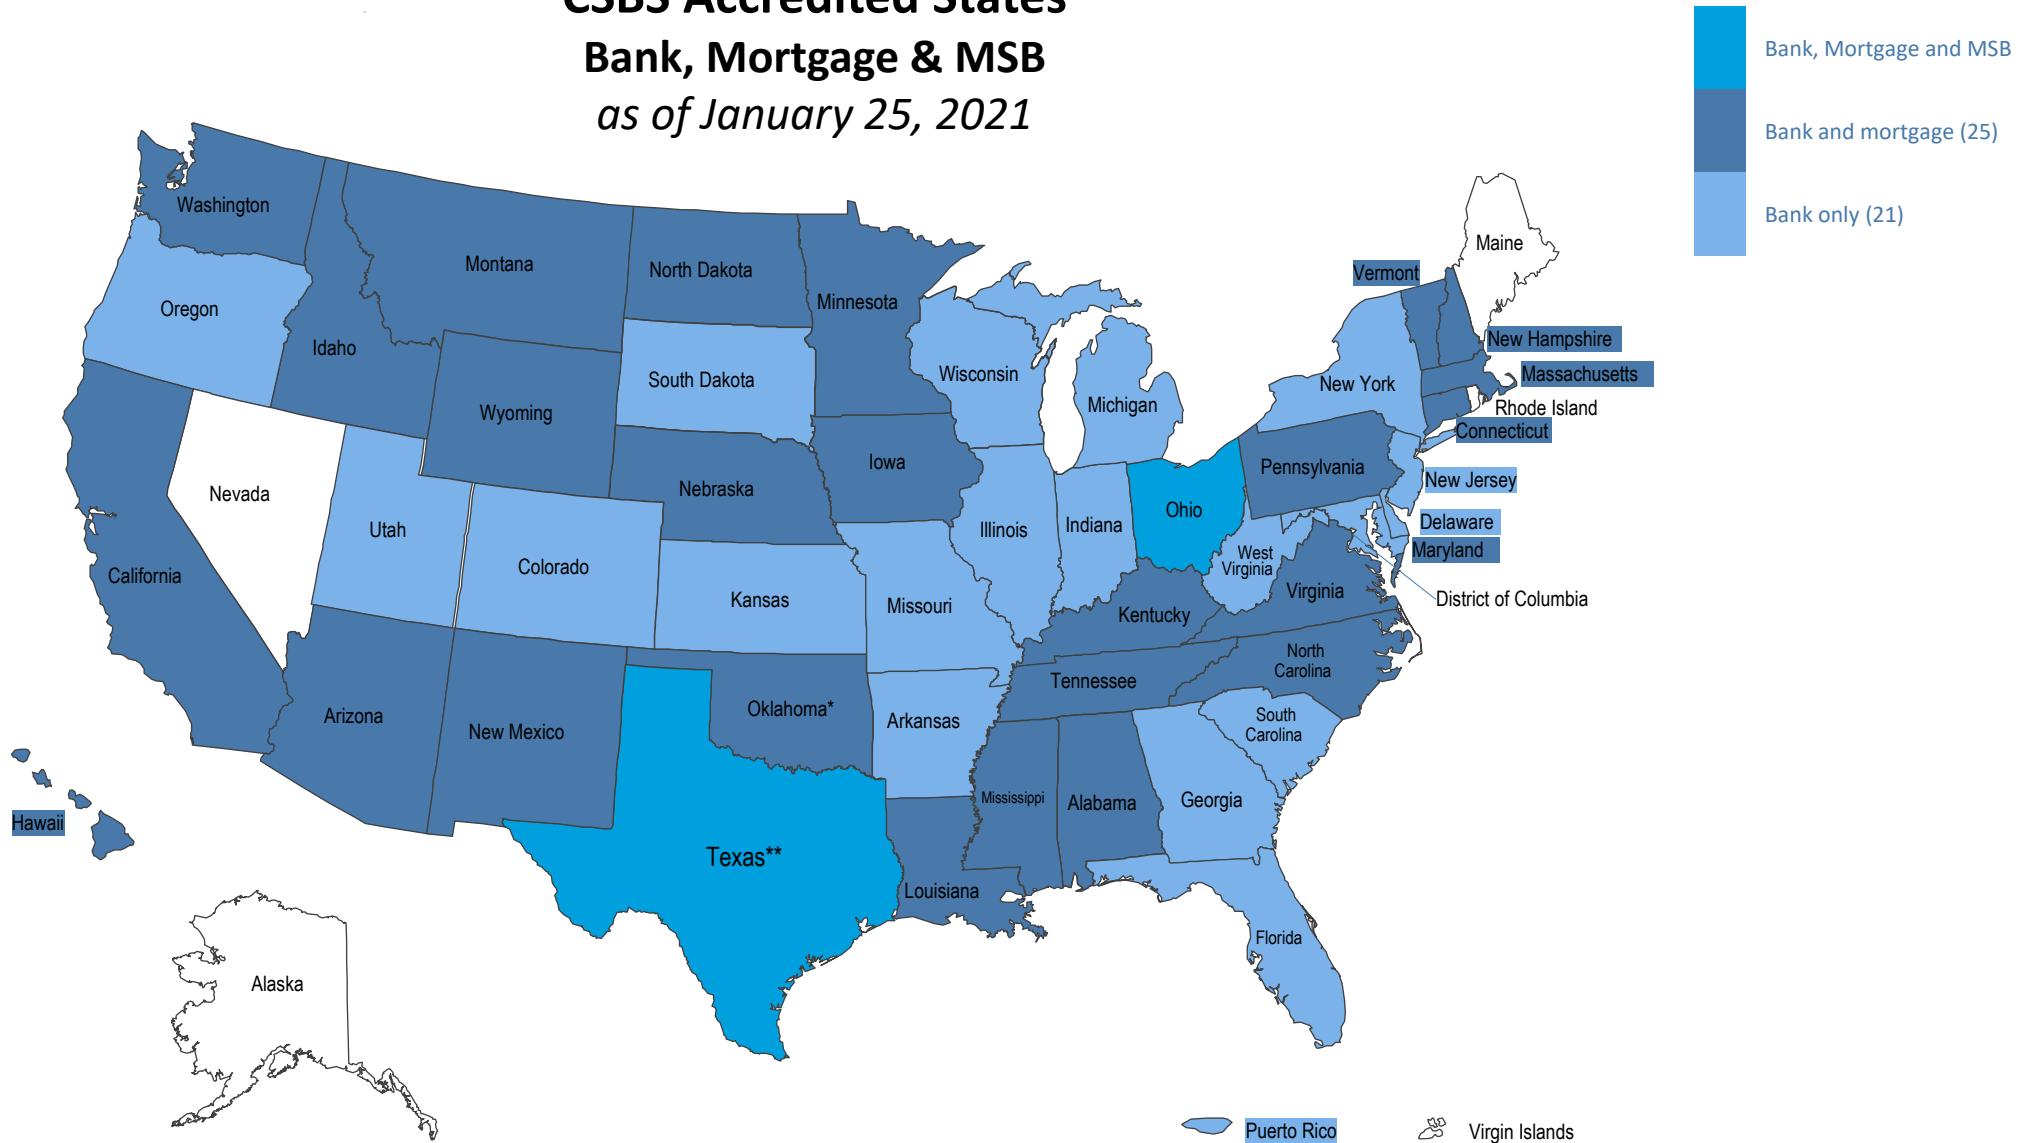 CSBS Accredited States
Bank, Mortgage & MSB
as of January 25, 2021
Bank, Mortgage and MSB
Bank and mortgage (25)
Bank only (21)
Washington
Oregon
Idaho
Montana
North Dakota
Minnesota
South Dakota
Wyoming
Wisconsin
Michigan
New York
Vermont
Maine
New Hampshire
Massachusetts
Rhode Island
Connecticut
New Jersey
Delaware
Maryland
District of Columbia
Pennsylvania
Ohio
Indiana
Illinois
Iowa
Nebraska
Nevada
Utah
Colorado
California
Kansas
Missouri
Kentucky
West
Virginia
Virginia
North
Carolina
Tennessee
South
Carolina
Arizona
New Mexico
Oklahoma*
Arkansas
Mississippi
Alabama
Georgia
Texas**
Louisiana
Florida
Hawaii
Alaska
Puerto Rico
Virgin Islands